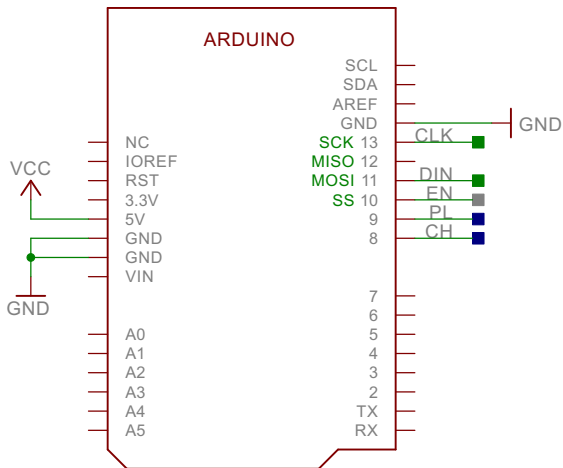 ARDUINO
SCL
SDA
AREF
GND
GND
SCK 13 CLK
MISO 12
MOSI 11 DIN
SS 10 EN
9 PL
8 CH
7
6
5
4
3
2
TX
RX
NC
IOREF
VCC
RST
3.3V
5V
GND
GND
VIN
GND
A0
A1
A2
A3
A4
A5